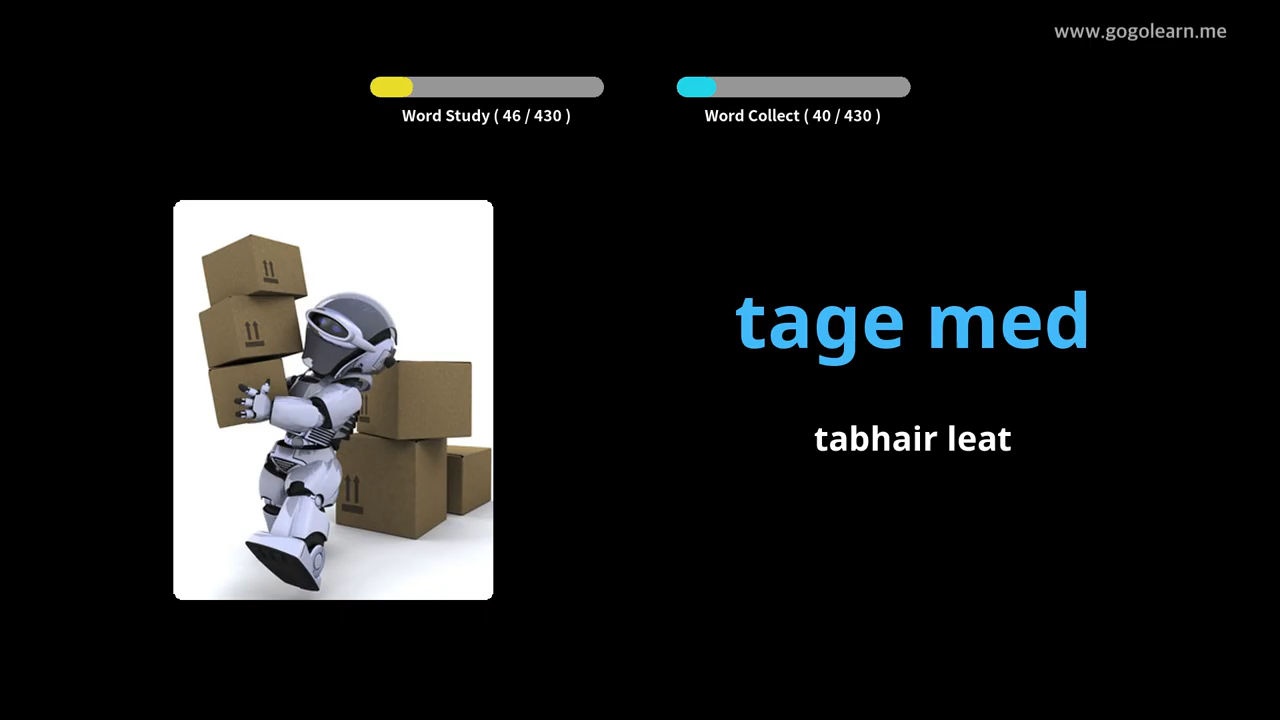 www.gogolearn.me
Word Study ( 46 / 430 )
Word Collect ( 40 / 430 )
tage med
tabhair leat